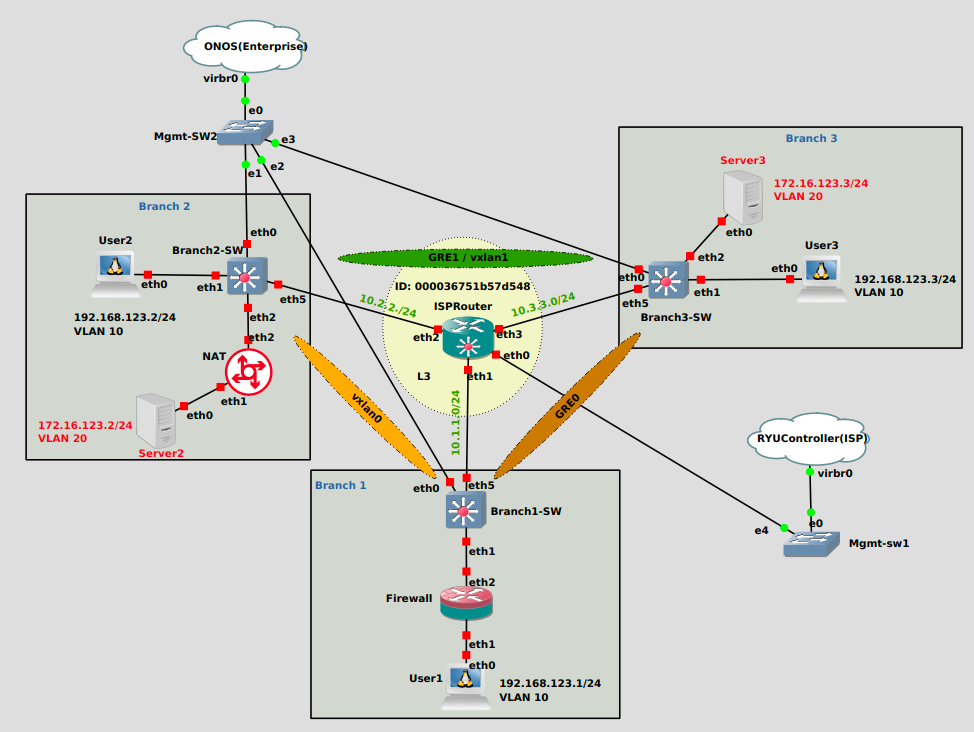 ONOS(Enterprise)
virbr0
e0
Mgmt-SW2
e3
e2
e1
Branch 3
Server3
172.16.123.3/24
VLAN 20
eth0
eth2
User3
eth0
eth0
eth1
192.168.123.3/24
VLAN 10
eth5
Branch3-SW
Branch 2
eth0
User2
Branch2-SW
eth0
eth1
eth5
192.168.123.2/24
VLAN 10
eth2
eth2
NAT
eth1
eth0
172.16.123.2/24
VLAN 20
Server2
GRE1 / vxlan1
ID: 000036751b57d548
ISPRouter
10.2.2./24
10.3.3.0/24
eth2
eth3
eth0
L3
eth1
10.1.1.0/24
vxlan0
GRE0
RYUController(ISP)
virbr0
e0
e4
Mgmt-sw1
Branch 1
eth0
eth5
Branch1-SW
eth1
eth2
Firewall
eth1
eth0
User1
192.168.123.1/24
VLAN 10